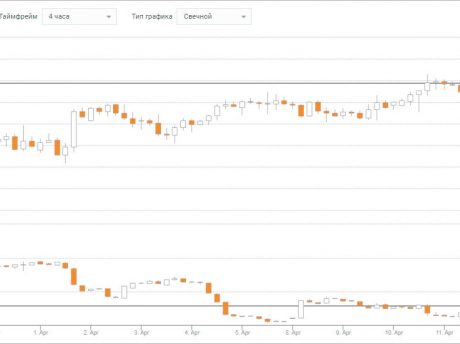 Таймфрейм 4 часа Тип графика Свечной
1. Apr 2. Apr 3. Apr 4. Apr 5. Apr 8. Apr 9. Apr 10. Apr 11. Apr